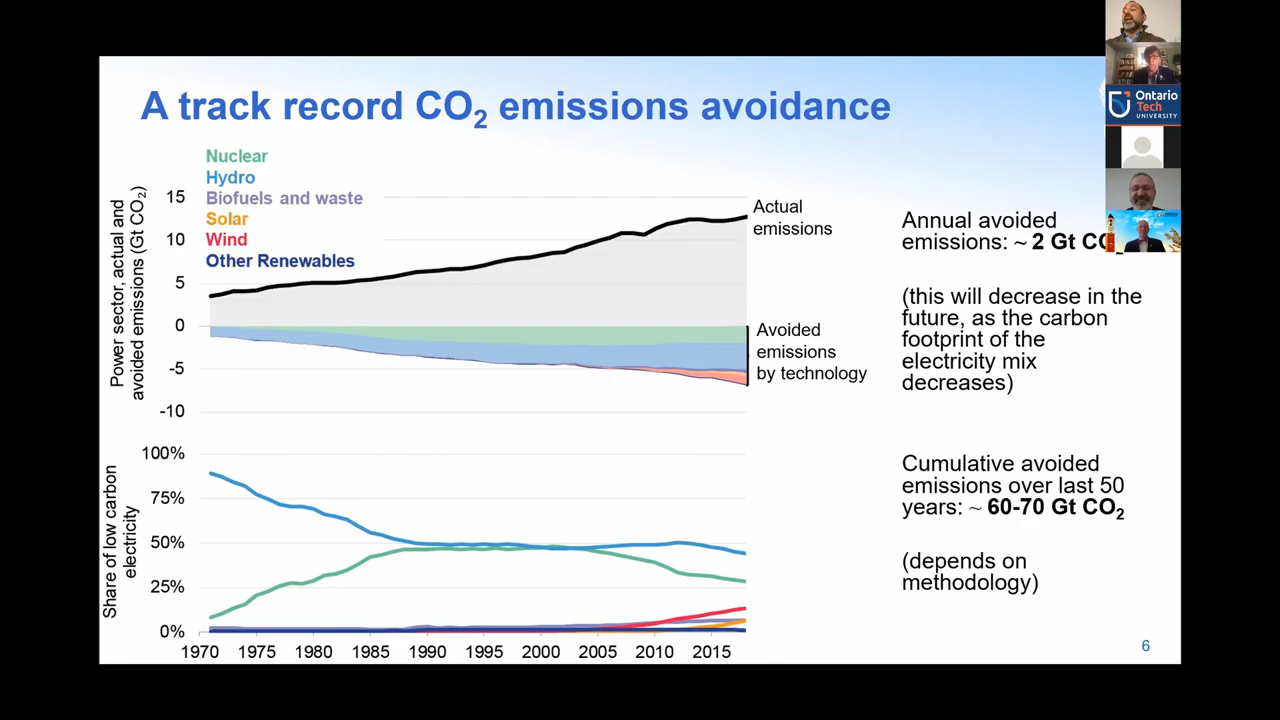 A track record CO₂ emissions avoidance
Nuclear
Hydro
Biofuels and waste
Solar
Wind
Other Renewables
Power sector, actual and
avoided emissions (Gt CO₂)
15
10
5
0
-5
-10
Actual
emissions
Avoided
emissions
by technology
Share of low carbon
electricity
100%
75%
50%
25%
0%
1970 1975 1980 1985 1990 1995 2000 2005 2010 2015
Annual avoided
emissions: ~ 2 Gt CO₂
(this will decrease in the
future, as the carbon
footprint of the
electricity mix
decreases)
Cumulative avoided
emissions over last 50
years: ~ 60-70 Gt CO₂
(depends on
methodology)
6
Ontario
Tech
UNIVERSITY